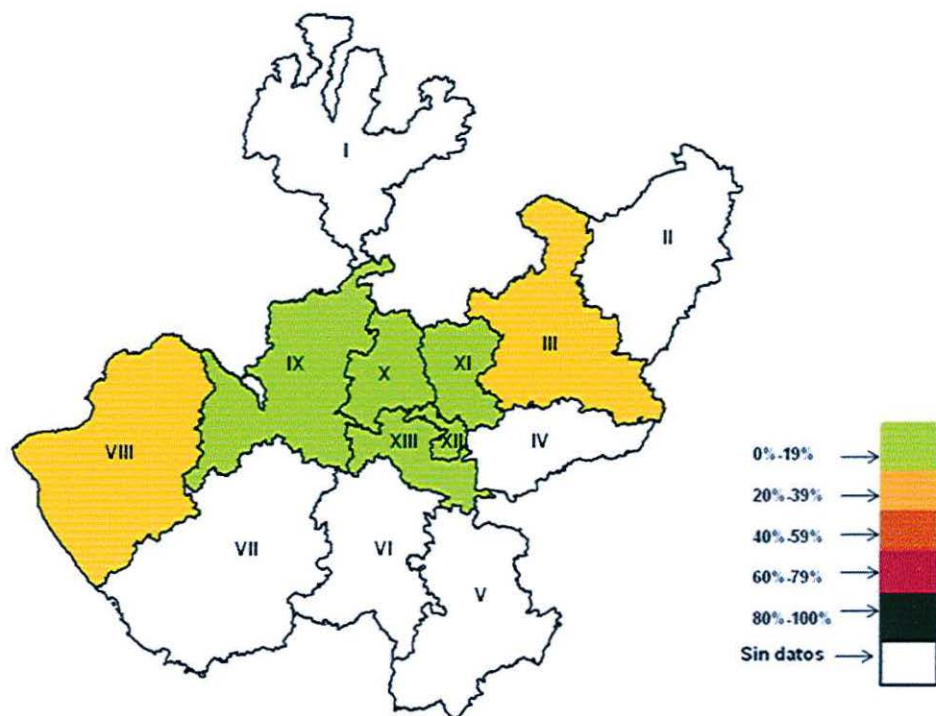 I
II
III
IX
X
XI
VIII
XIII
XII
IV
VII
VI
V
0%-19%
20%-39%
40%-59%
60%-79%
80%-100%
Sin datos